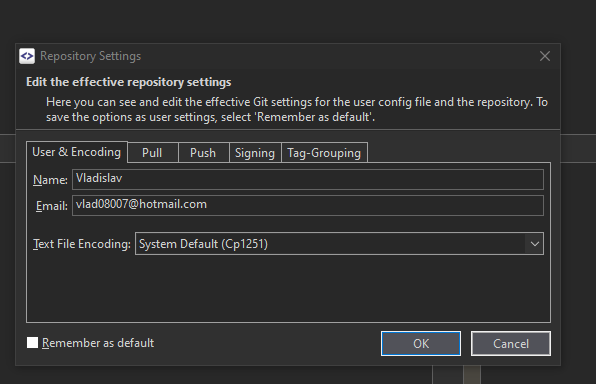 Repository Settings
Edit the effective repository settings
Here you can see and edit the effective Git settings for the user config file and the repository. To
save the options as user settings, select 'Remember as default'.
User & Encoding Pull Push Signing Tag-Grouping
Name: Vladislav
Email: vlad08007@hotmail.com
Text File Encoding: System Default (Cp1251)
Remember as default OK Cancel